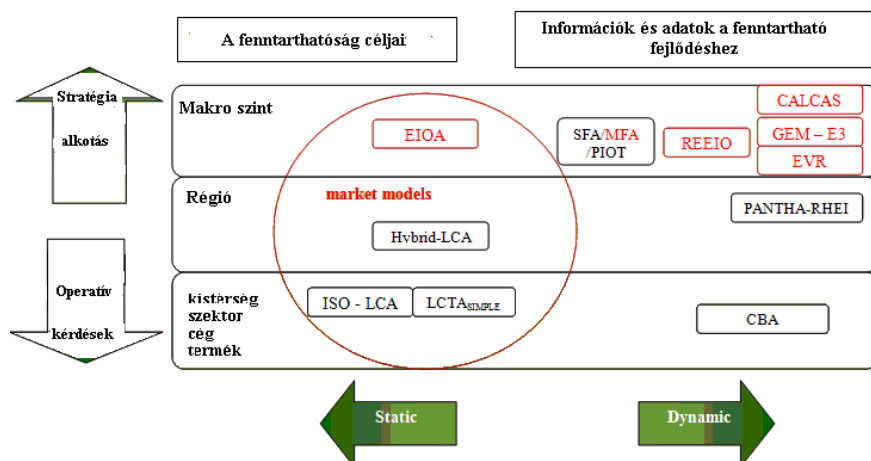 A fenntarthatóság céljai
Információk és adatok a fenntartható
fejlődéshez
Stratégia
alkotás
Makro szint
EIOA
SFA/MFA
/PIOT
REEIO
CALCAS
GEM – E3
EVR
Régió
market models
Hybrid-LCA
PANTHA-RHEI
Operatív
kérdések
kistérség
szektor
cég
termék
ISO - LCA
LCTASIMPLE
CBA
Static
Dynamic